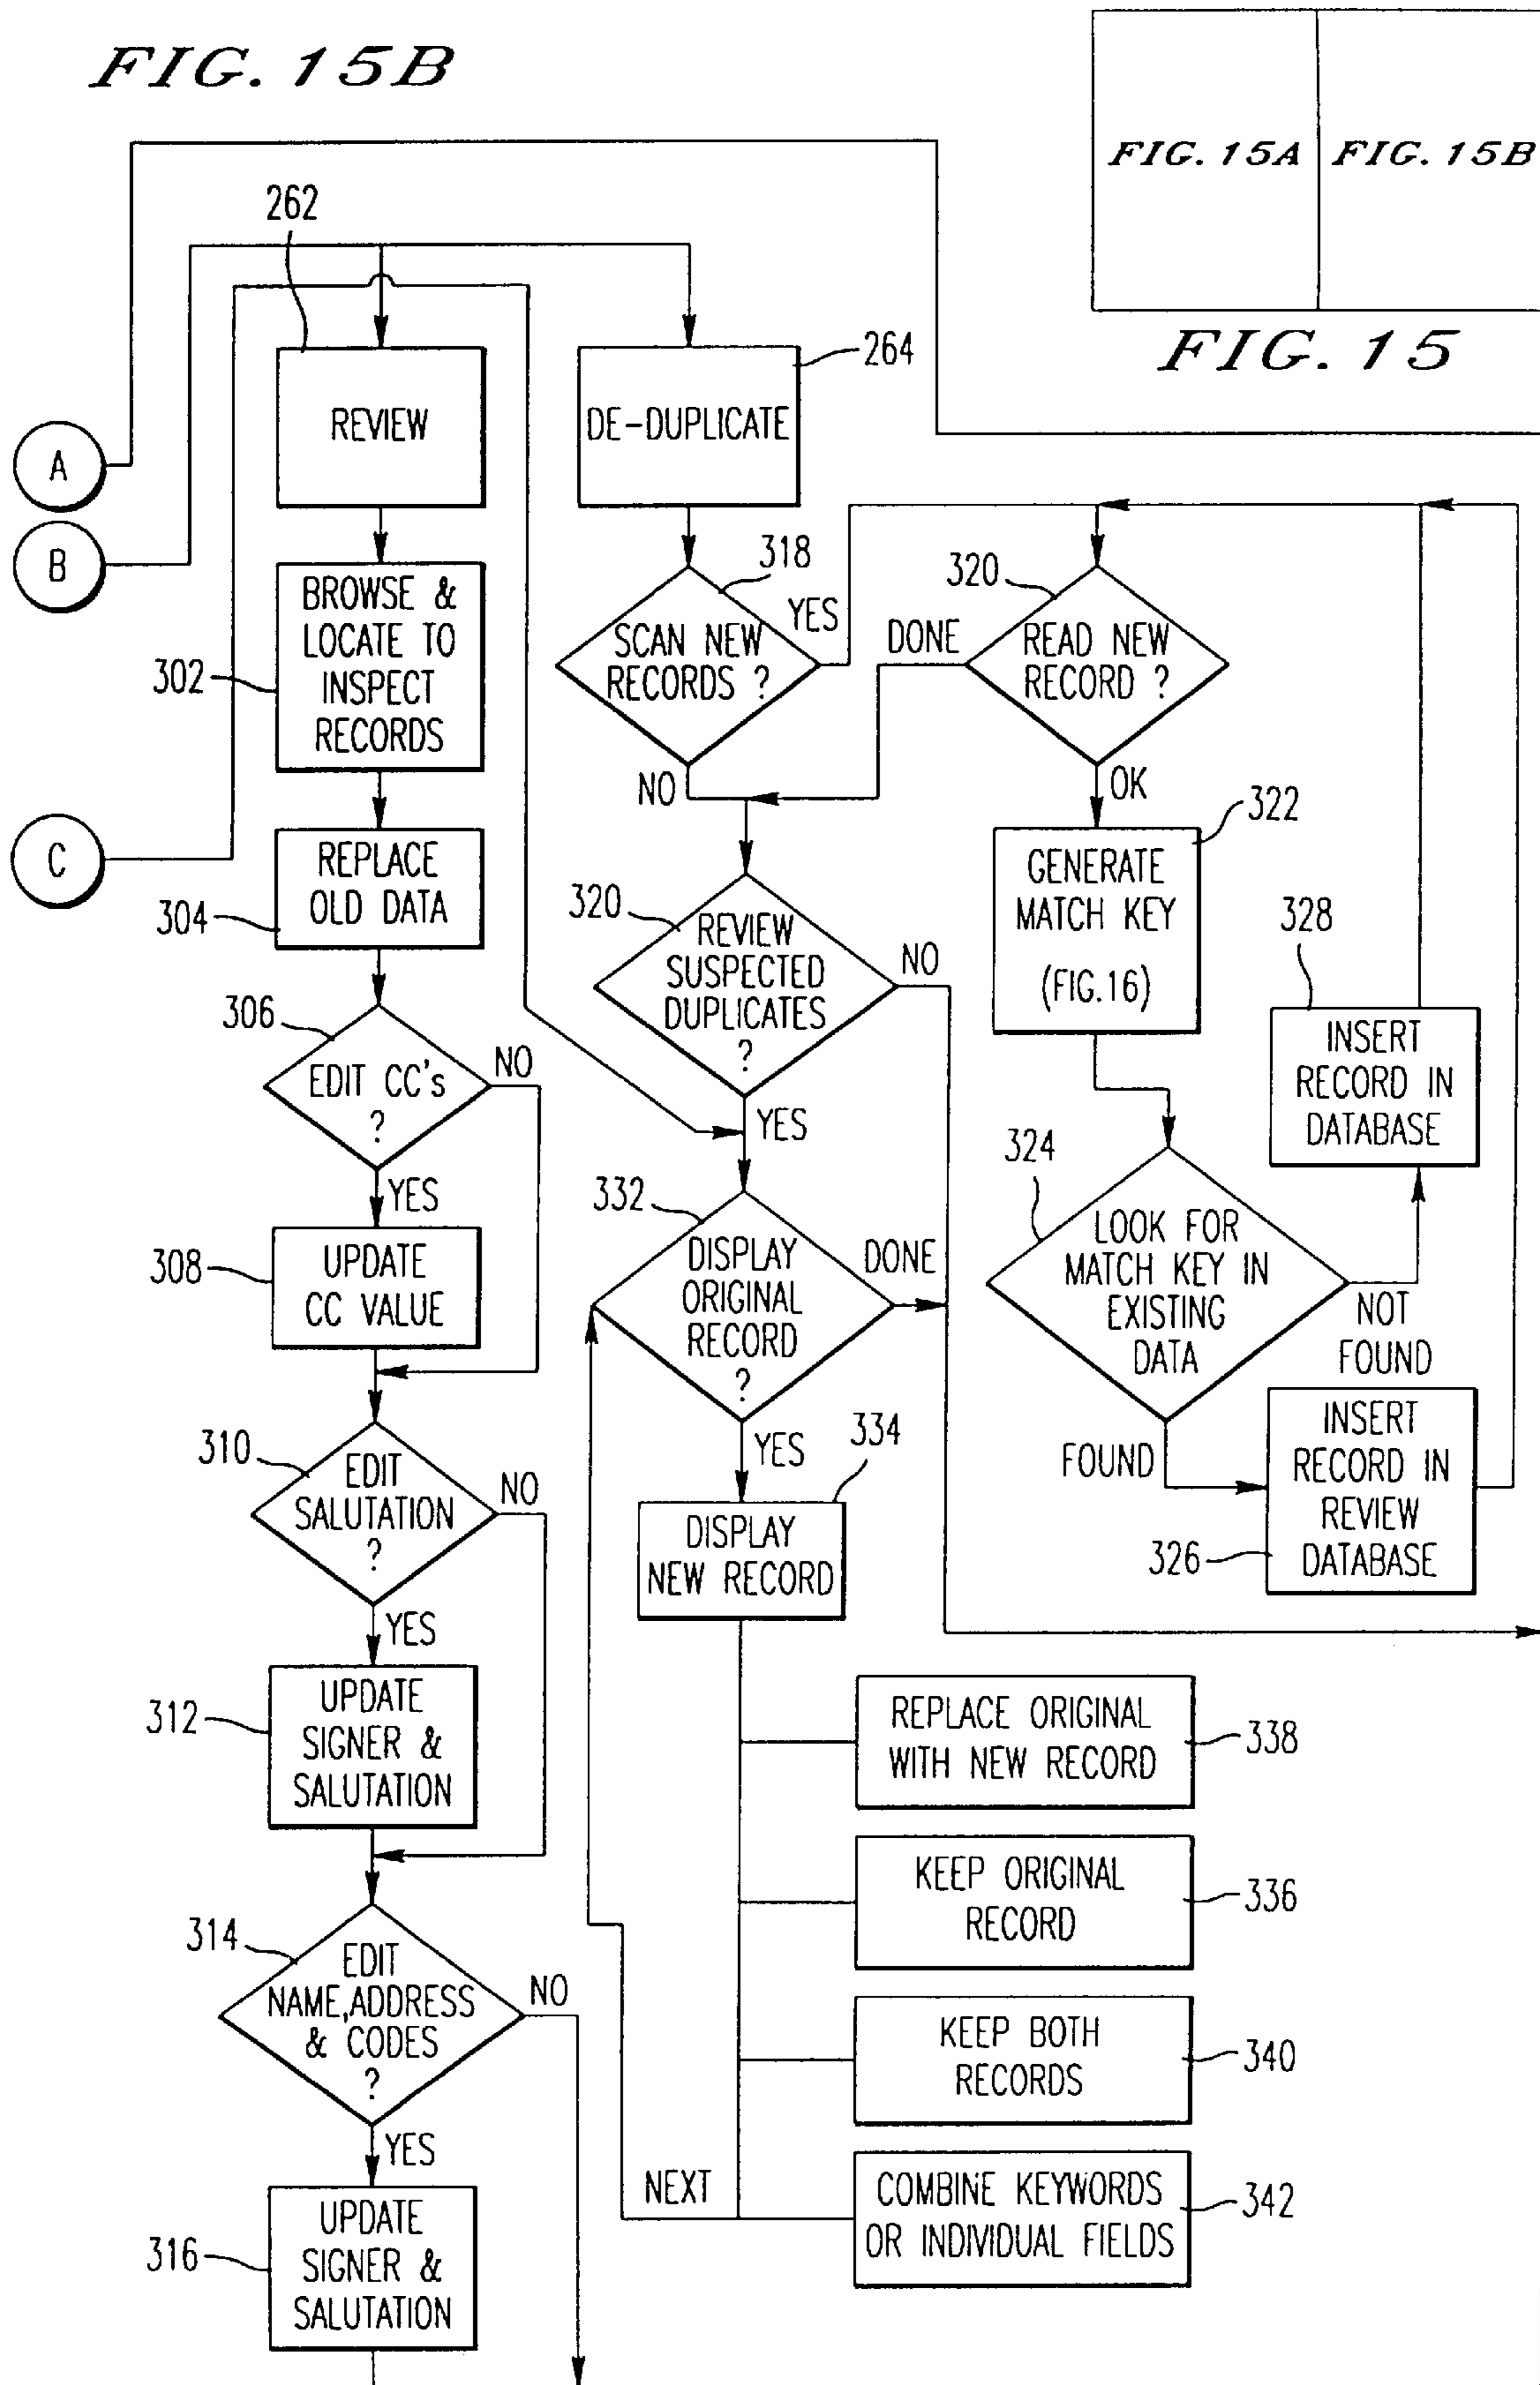 FIG. 15B
FIG. 15A
FIG. 15B
FIG. 15
A
B
C
262
REVIEW
302
BROWSE &
LOCATE TO
INSPECT
RECORDS
304
REPLACE
OLD DATA
306
EDIT CC's
?
NO
YES
308
UPDATE
CC VALUE
310
EDIT
SALUTATION
?
NO
YES
312
UPDATE
SIGNER &
SALUTATION
314
EDIT
NAME,ADDRESS
& CODES
?
NO
YES
316
UPDATE
SIGNER &
SALUTATION
264
DE-DUPLICATE
318
SCAN NEW
RECORDS ?
YES
NO
320
REVIEW
SUSPECTED
DUPLICATES
?
NO
YES
332
DISPLAY
ORIGINAL
RECORD
?
DONE
YES
334
DISPLAY
NEW RECORD
REPLACE ORIGINAL
WITH NEW RECORD
338
KEEP ORIGINAL
RECORD
336
KEEP BOTH
RECORDS
340
COMBINE KEYWORDS
OR INDIVIDUAL FIELDS
342
NEXT
320
READ NEW
RECORD ?
DONE
OK
322
GENERATE
MATCH KEY
(FIG.16)
324
LOOK FOR
MATCH KEY IN
EXISTING
DATA
NOT
FOUND
FOUND
328
INSERT
RECORD IN
DATABASE
326
INSERT
RECORD IN
REVIEW
DATABASE